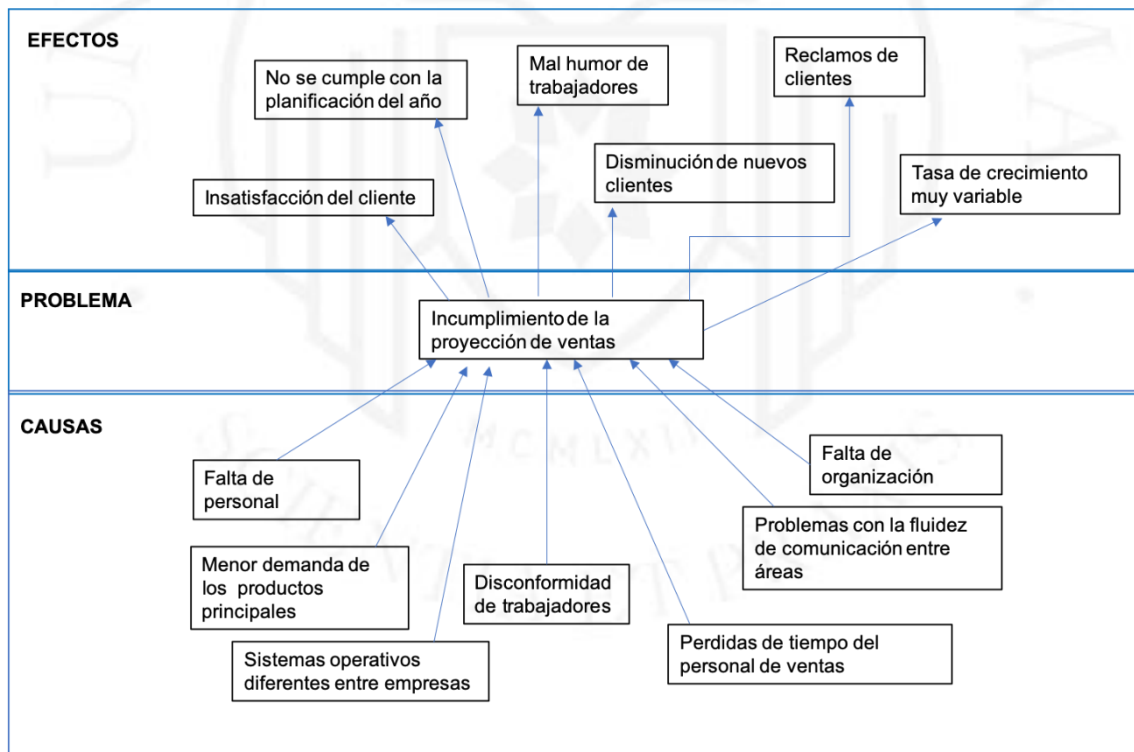 EFECTOS
No se cumple con la
planificación del año
Mal humor de
trabajadores
Reclamos de
clientes
Insatisfacción del cliente
Disminución de nuevos
clientes
Tasa de crecimiento
muy variable
PROBLEMA
Incumplimiento de la
proyección de ventas
CAUSAS
Falta de
personal
Falta de
organización
Menor demanda de
los productos
principales
Problemas con la fluidez
de comunicación entre
áreas
Disconformidad
de trabajadores
Sistemas operativos
diferentes entre empresas
Perdidas de tiempo del
personal de ventas
MCMLXII